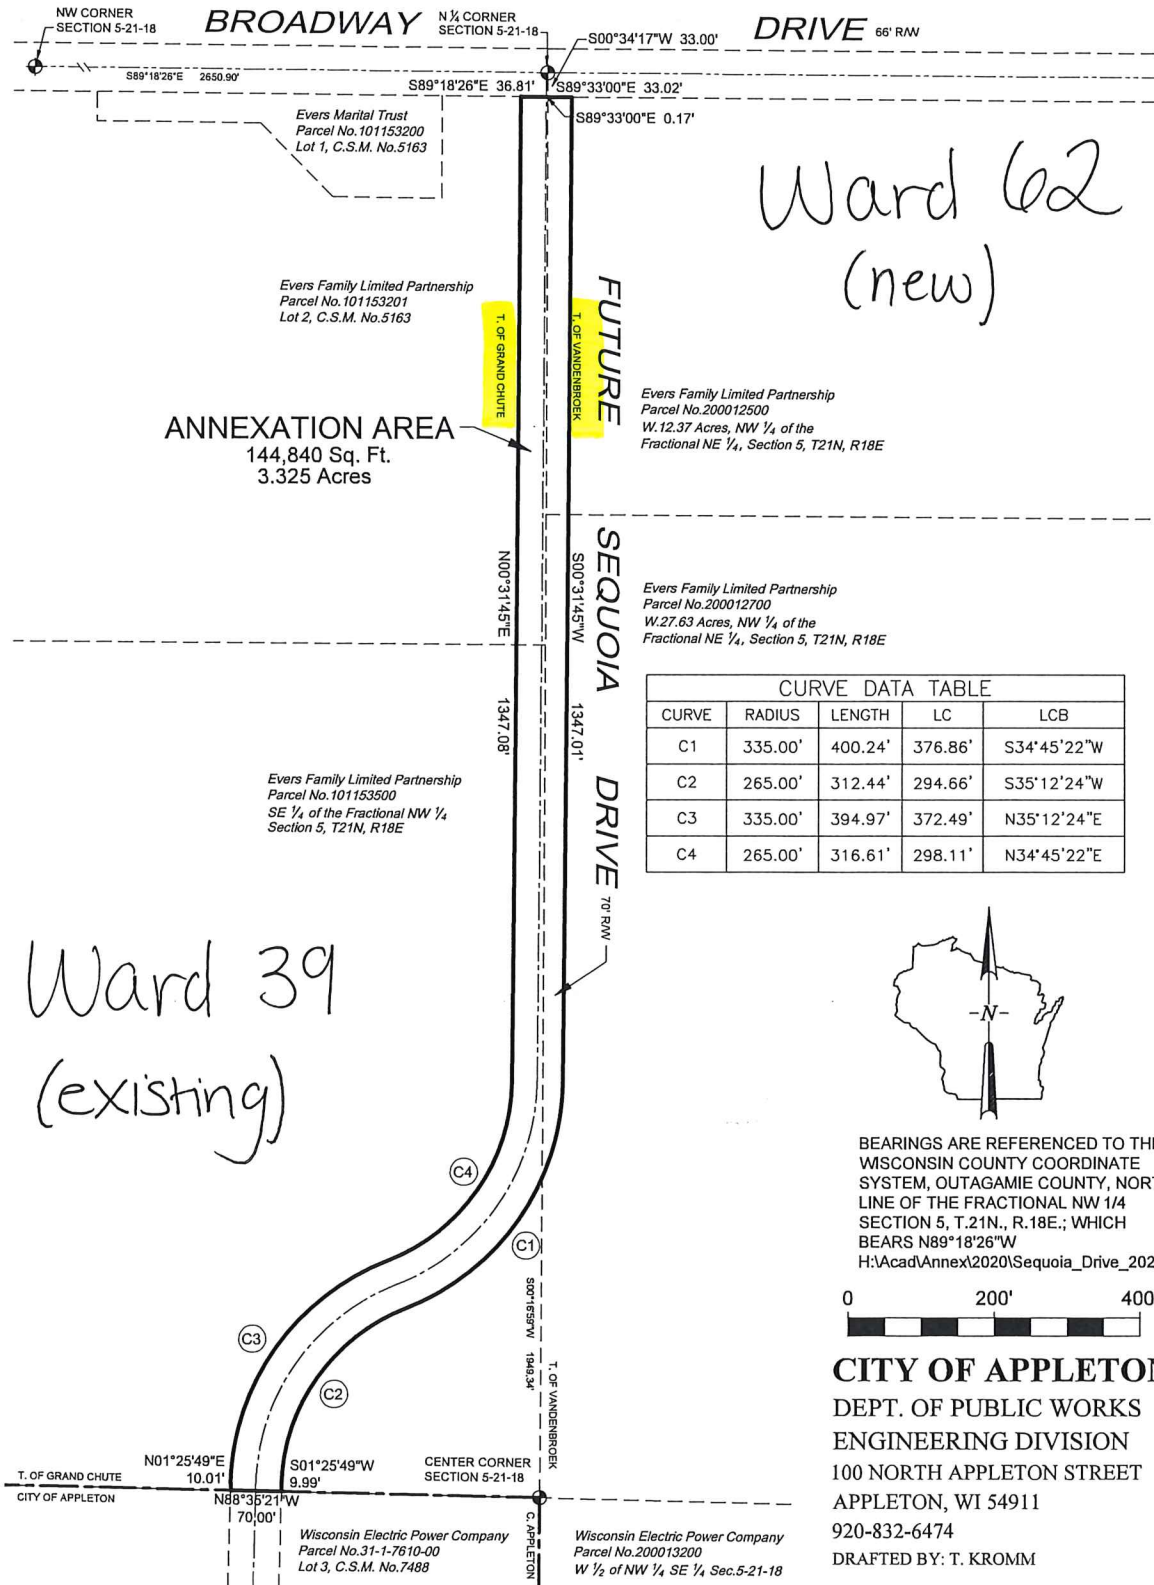 NW CORNER
SECTION 5-21-18
BROADWAY
N ¼ CORNER
SECTION 5-21-18
S00°34'17"W 33.00'
DRIVE 66' R/W
S89°18'26"E 2650.90'
S89°18'26"E 36.81'
S89°33'00"E 33.02'
S89°33'00"E 0.17'
Evers Marital Trust
Parcel No.101153200
Lot 1, C.S.M. No.5163
Ward 62
(new)
Evers Family Limited Partnership
Parcel No.101153201
Lot 2, C.S.M. No.5163
T. OF GRAND CHUTE
T. OF VANDENBROEK
FUTURE
SEQUOIA
DRIVE
70' R/W
ANNEXATION AREA
144,840 Sq. Ft.
3.325 Acres
Evers Family Limited Partnership
Parcel No.200012500
W.12.37 Acres, NW ¼ of the
Fractional NE ¼, Section 5, T21N, R18E
N00°31'45"E 1347.08'
S00°31'45"W 1347.01'
Evers Family Limited Partnership
Parcel No.200012700
W.27.63 Acres, NW ¼ of the
Fractional NE ¼, Section 5, T21N, R18E
CURVE DATA TABLE
CURVE RADIUS LENGTH LC LCB
C1 335.00' 400.24' 376.86' S34°45'22"W
C2 265.00' 312.44' 294.66' S35°12'24"W
C3 335.00' 394.97' 372.49' N35°12'24"E
C4 265.00' 316.61' 298.11' N34°45'22"E
Evers Family Limited Partnership
Parcel No.101153500
SE ¼ of the Fractional NW ¼
Section 5, T21N, R18E
Ward 39
(existing)
-N-
C4
C1
C3
C2
BEARINGS ARE REFERENCED TO THE
WISCONSIN COUNTY COORDINATE
SYSTEM, OUTAGAMIE COUNTY, NORT
LINE OF THE FRACTIONAL NW 1/4
SECTION 5, T.21N., R.18E.; WHICH
BEARS N89°18'26"W
H:\Acad\Annex\2020\Sequoia_Drive_202
0 200' 400
S00°16'59"W 1949.34'
T. OF VANDENBROEK
N01°25'49"E
10.01'
S01°25'49"W
9.99'
CENTER CORNER
SECTION 5-21-18
T. OF GRAND CHUTE
CITY OF APPLETON
N88°35'21"W
70.00'
C. APPLETON
Wisconsin Electric Power Company
Parcel No.31-1-7610-00
Lot 3, C.S.M. No.7488
Wisconsin Electric Power Company
Parcel No.200013200
W ½ of NW ¼ SE ¼ Sec.5-21-18
CITY OF APPLETON
DEPT. OF PUBLIC WORKS
ENGINEERING DIVISION
100 NORTH APPLETON STREET
APPLETON, WI 54911
920-832-6474
DRAFTED BY: T. KROMM